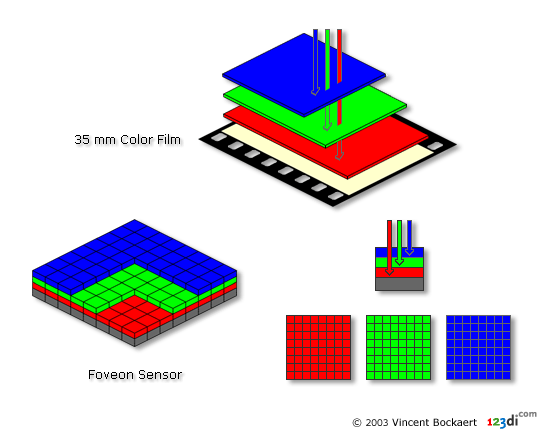 35 mm Color Film
Foveon Sensor
© 2003 Vincent Bockaert 123di.com